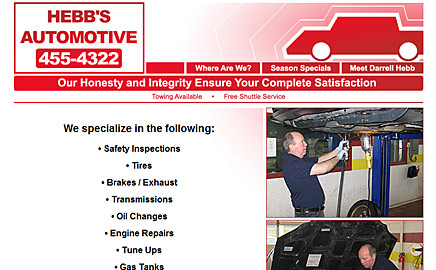 HEBB'S
AUTOMOTIVE
455-4322
Where Are We?
Season Specials
Meet Darrell Hebb
Our Honesty and Integrity Ensure Your Complete Satisfaction
Towing Available • Free Shuttle Service
We specialize in the following:
• Safety Inspections
• Tires
• Brakes / Exhaust
• Transmissions
• Oil Changes
• Engine Repairs
• Tune Ups
• Gas Tanks